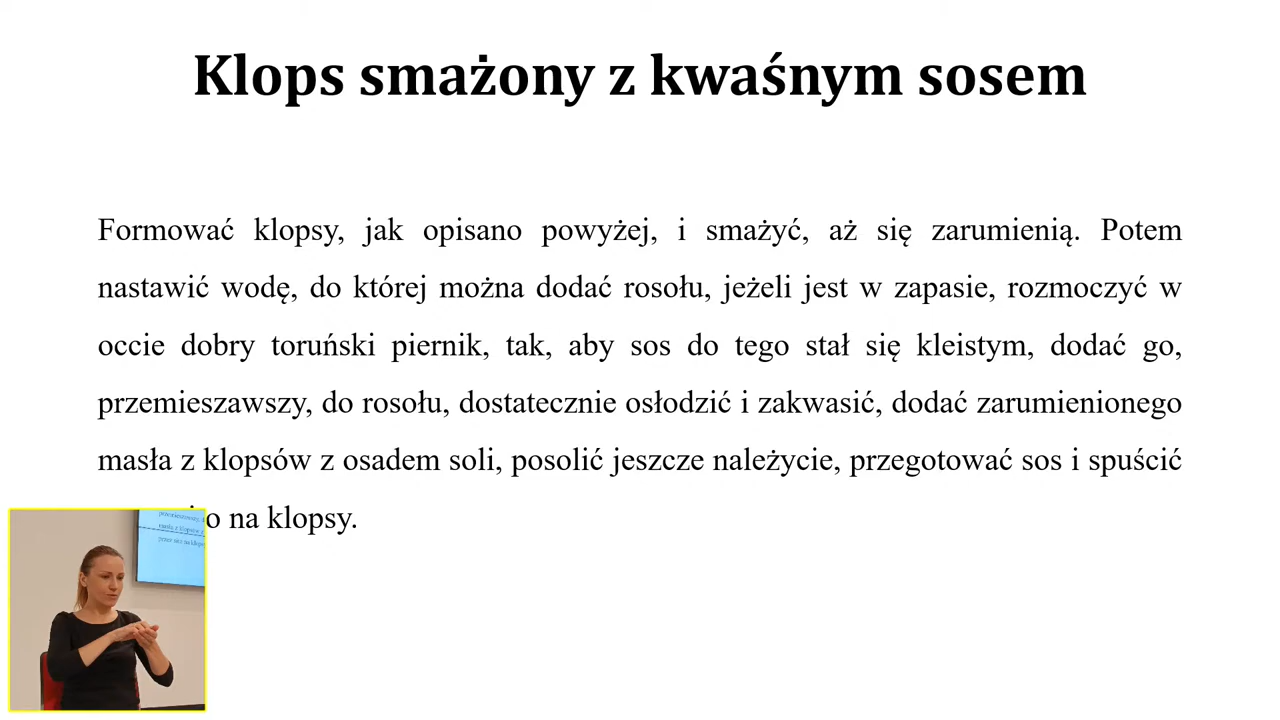 Klops smażony z kwaśnym sosem
Formować klopsy, jak opisano powyżej, i smażyć, aż się zarumienią. Potem
nastawić wodę, do której można dodać rosołu, jeżeli jest w zapasie, rozmoczyć w
occie dobry toruński piernik, tak, aby sos do tego stał się kleistym, dodać go,
przemieszawszy, do rosołu, dostatecznie osłodzić i zakwasić, dodać zarumienionego
masła z klopsów z osadem soli, posolić jeszcze należycie, przegotować sos i spuścić
na klopsy.